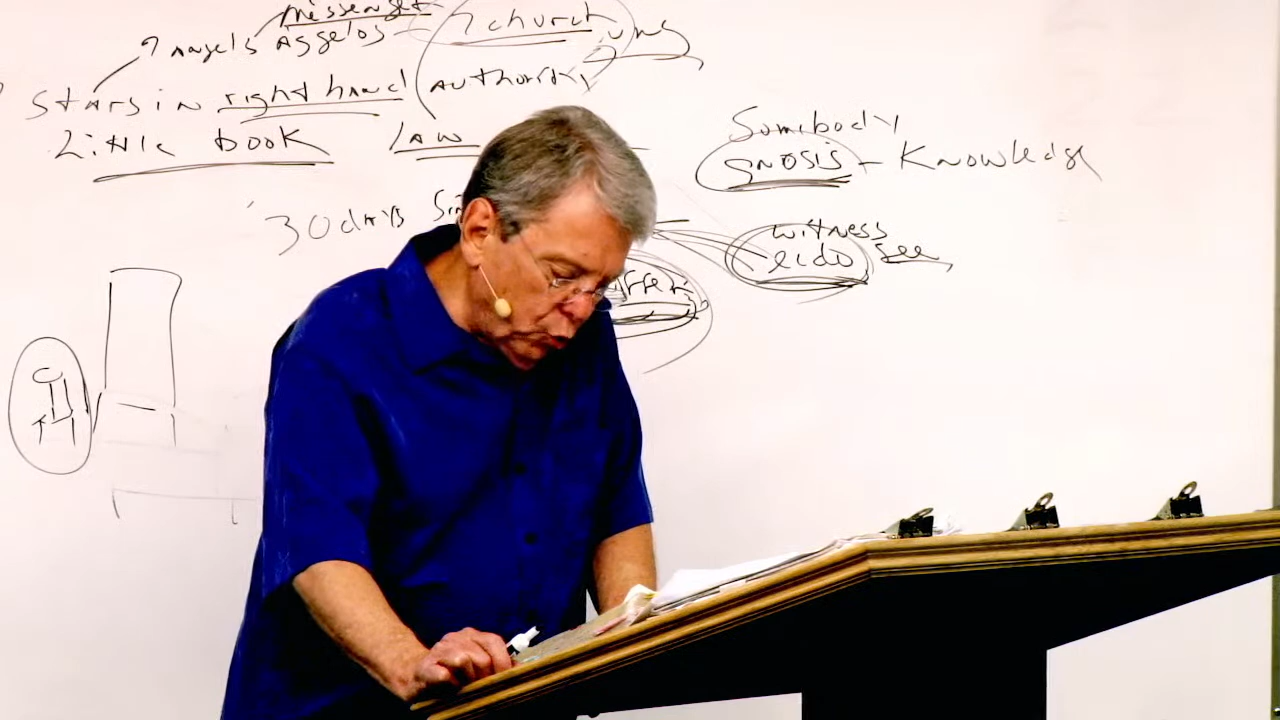 Messenger
7 Angels Aggelos 7 church
Stars in right hand authority
Little book Law
30 days
Somebody
gnosis - Knowledge
witness
eido see